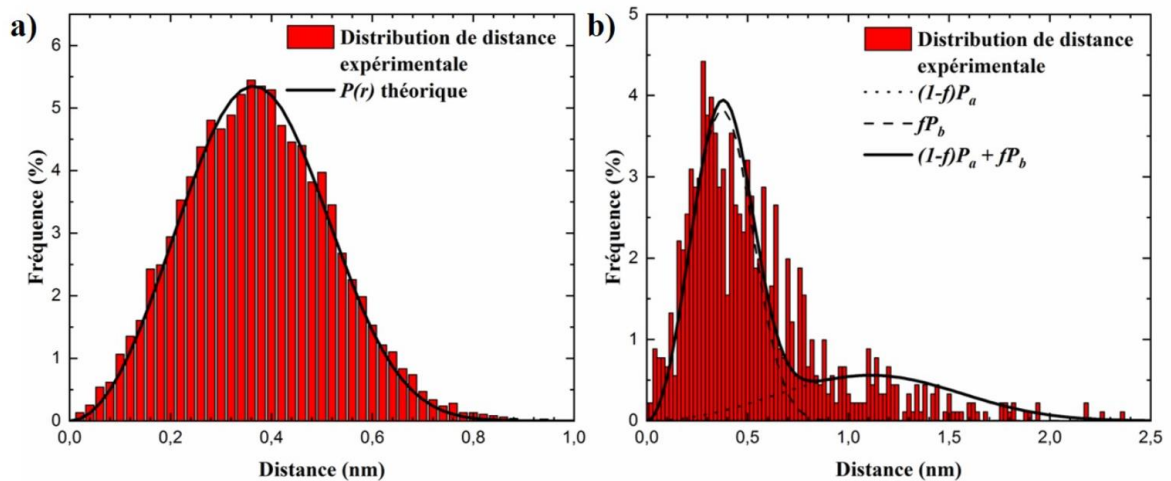 a)
Distribution de distance
expérimentale
P(r) théorique
Fréquence (%)
6
5
4
3
2
1
0
0,0 0,2 0,4 0,6 0,8 1,0
Distance (nm)
b)
Distribution de distance
expérimentale
(1-f)Pa
fPb
(1-f)Pa + fPb
Fréquence (%)
5
4
3
2
1
0
0,0 0,5 1,0 1,5 2,0 2,5
Distance (nm)